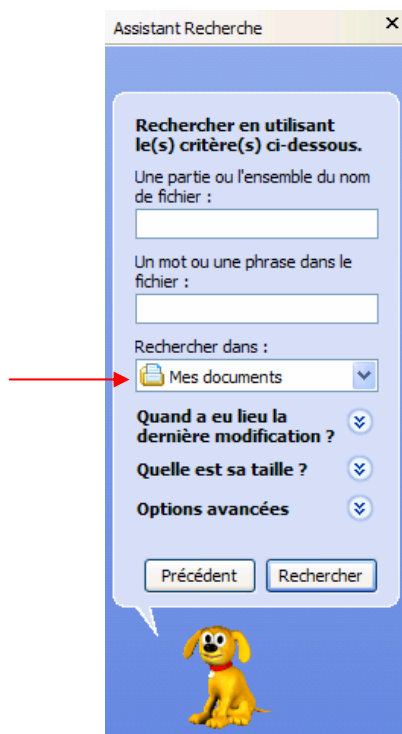 Assistant Recherche
Rechercher en utilisant
le(s) critère(s) ci-dessous.
Une partie ou l'ensemble du nom
de fichier :
Un mot ou une phrase dans le
fichier :
Rechercher dans :
Mes documents
Quand a eu lieu la
dernière modification ?
Quelle est sa taille ?
Options avancées
Précédent Rechercher